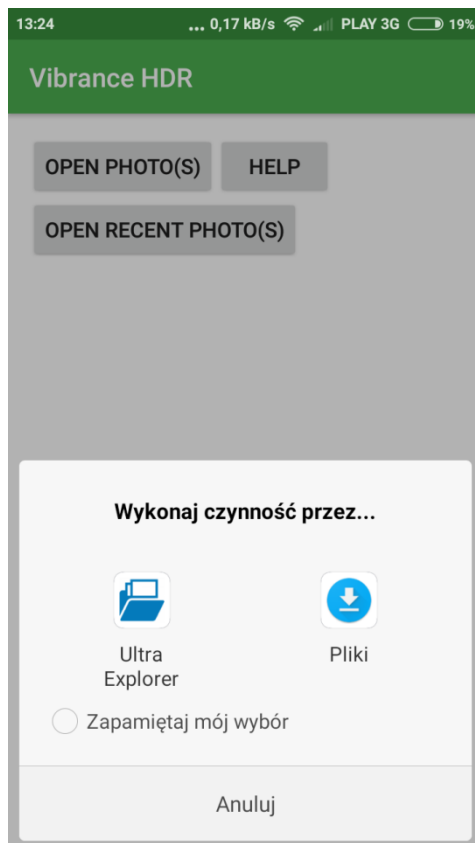 13:24 ... 0,17 kB/s PLAY 3G 19%
Vibrance HDR
OPEN PHOTO(S) HELP
OPEN RECENT PHOTO(S)
Wykonaj czynność przez...
Ultra Explorer Pliki
Zapamiętaj mój wybór
Anuluj